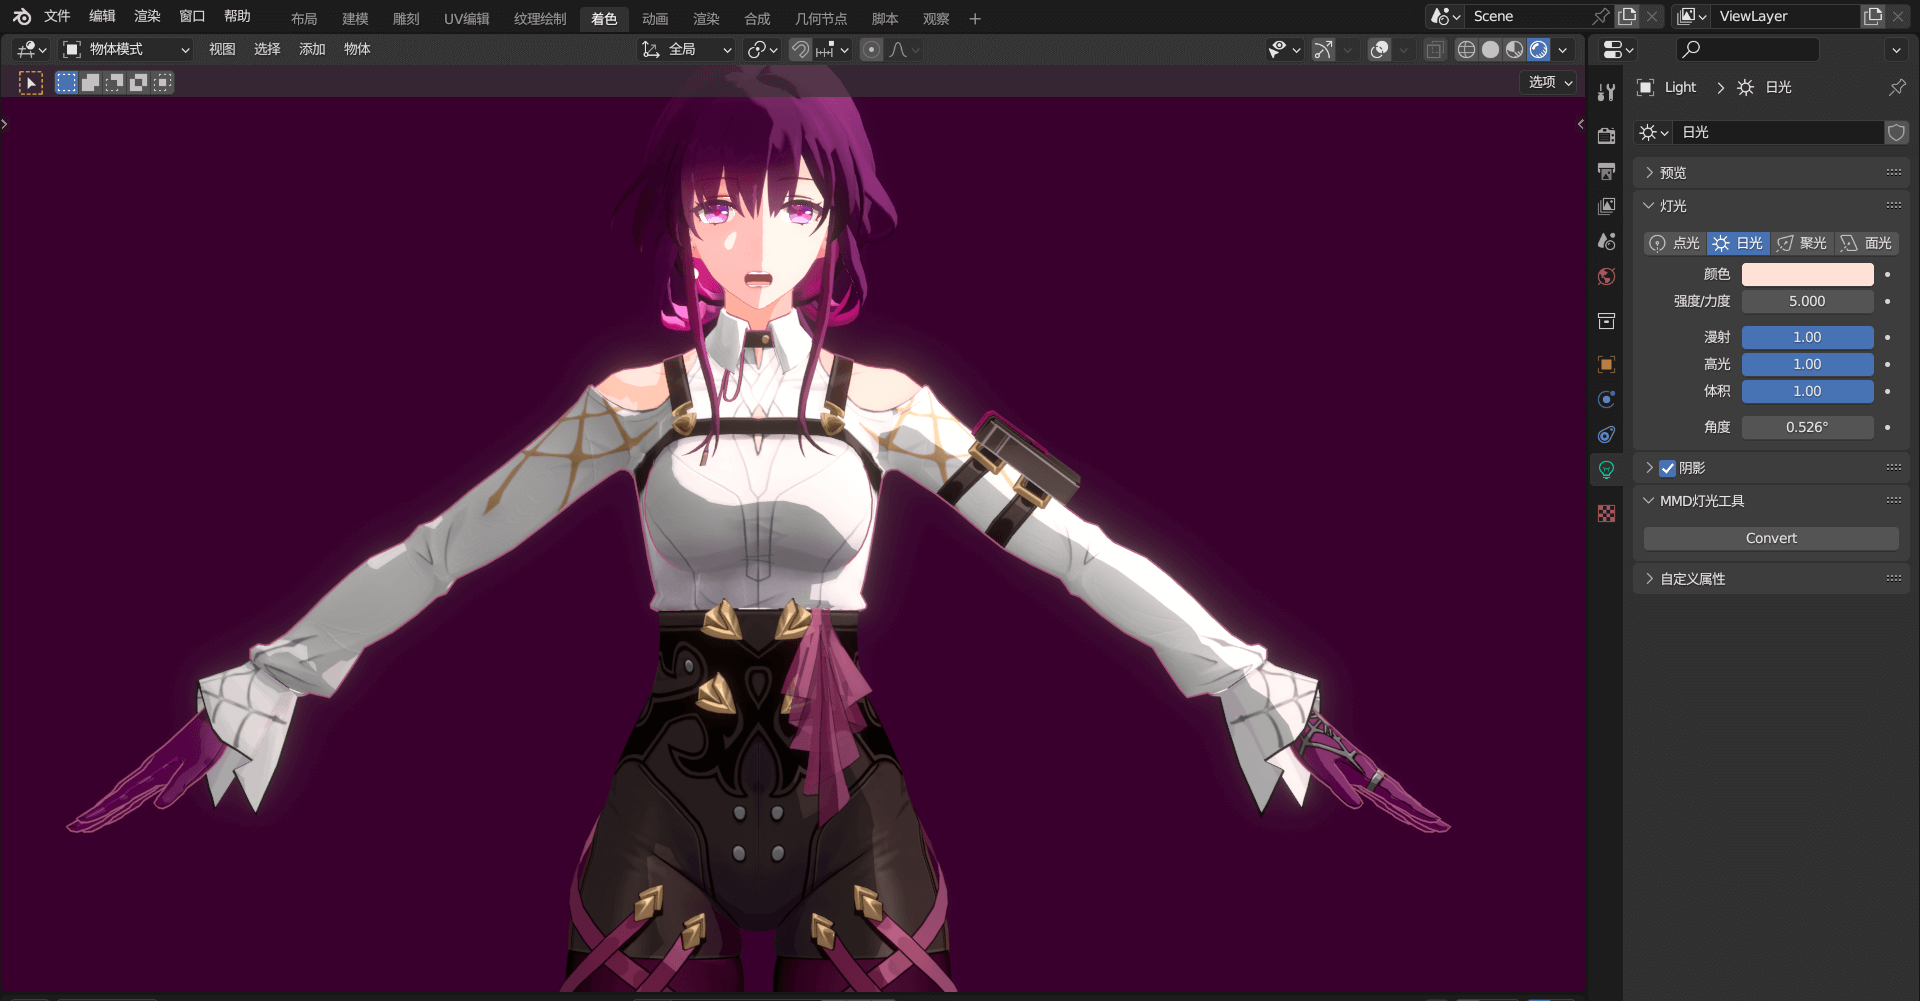 文件 编辑 渲染 窗口 帮助 布局 建模 雕刻 UV编辑 纹理绘制 着色 动画 渲染 合成 几何节点 脚本 观察 Scene ViewLayer
物体模式 视图 选择 添加 物体 全局
选项
Light 日光
日光
预览
灯光
点光 日光 聚光 面光
颜色
强度/力度 5.000
漫射 1.00
高光 1.00
体积 1.00
角度 0.526°
阴影
MMD灯光工具
Convert
自定义属性